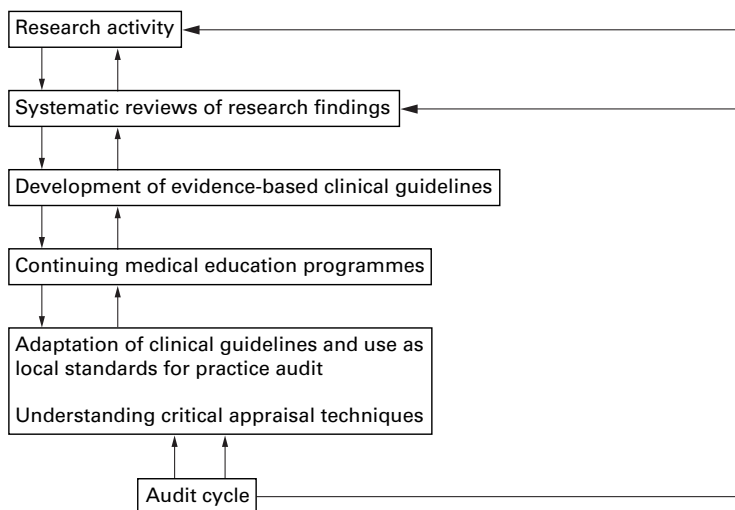 Research activity
Systematic reviews of research findings
Development of evidence-based clinical guidelines
Continuing medical education programmes
Adaptation of clinical guidelines and use as
local standards for practice audit
Understanding critical appraisal techniques
Audit cycle